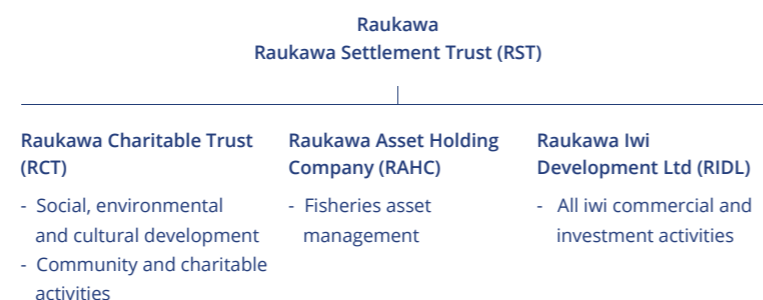 Raukawa
Raukawa Settlement Trust (RST)
Raukawa Charitable Trust
(RCT)
- Social, environmental
and cultural development
- Community and charitable
activities
Raukawa Asset Holding
Company (RAHC)
- Fisheries asset
management
Raukawa Iwi
Development Ltd (RIDL)
- All iwi commercial and
investment activities